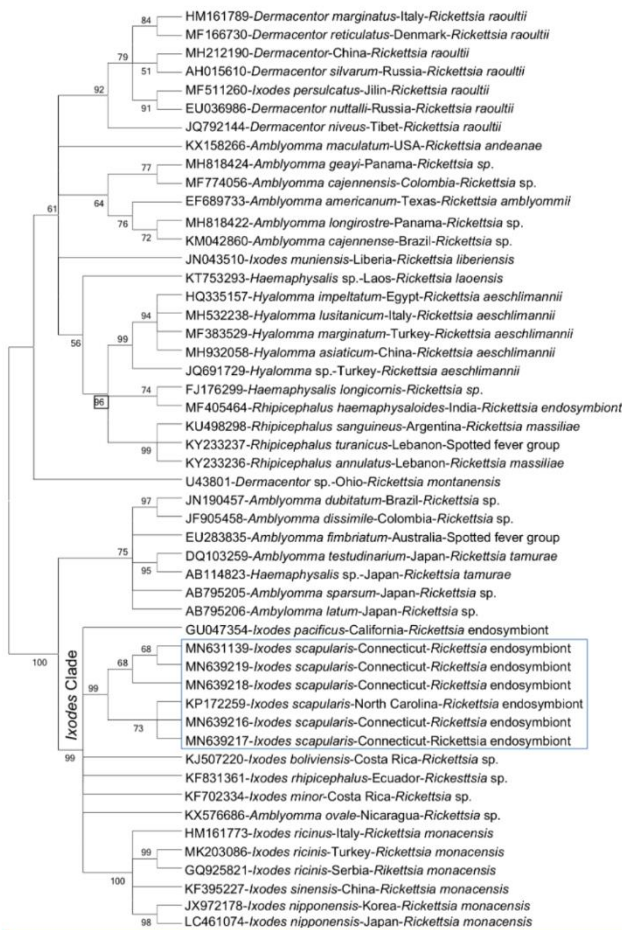 HM161789-Dermacentor marginatus-Italy-Rickettsia raoultii
MF166730-Dermacentor reticulatus-Denmark-Rickettsia raoultii
MH212190-Dermacentor-China-Rickettsia raoultii
AH015610-Dermacentor silvarum-Russia-Rickettsia raoultii
MF511260-Ixodes persulcatus-Jilin-Rickettsia raoultii
EU036986-Dermacentor nuttalli-Russia-Rickettsia raoultii
JQ792144-Dermacentor niveus-Tibet-Rickettsia raoultii
KX158266-Amblyomma maculatum-USA-Rickettsia andeanae
MH818424-Amblyomma geayi-Panama-Rickettsia sp.
MF774056-Amblyomma cajennensis-Colombia-Rickettsia sp.
EF689733-Amblyomma americanum-Texas-Rickettsia amblyommii
MH818422-Amblyomma longirostre-Panama-Rickettsia sp.
KM042860-Amblyomma cajennense-Brazil-Rickettsia sp.
JN043510-Ixodes muniensis-Liberia-Rickettsia liberiensis
KT753293-Haemaphysalis sp.-Laos-Rickettsia laoensis
HQ335157-Hyalomma impeltatum-Egypt-Rickettsia aeschlimannii
MH532238-Hyalomma lusitanicum-Italy-Rickettsia aeschlimannii
MF383529-Hyalomma marginatum-Turkey-Rickettsia aeschlimannii
MH932058-Hyalomma asiaticum-China-Rickettsia aeschlimannii
JQ691729-Hyalomma sp.-Turkey-Rickettsia aeschlimannii
FJ176299-Haemaphysalis longicornis-Rickettsia sp.
MF405464-Rhipicephalus haemaphysaloides-India-Rickettsia endosymbiont
KU498298-Rhipicephalus sanguineus-Argentina-Rickettsia massiliae
KY233237-Rhipicephalus turanicus-Lebanon-Spotted fever group
KY233236-Rhipicephalus annulatus-Lebanon-Rickettsia massiliae
U43801-Dermacentor sp.-Ohio-Rickettsia montanensis
JN190457-Amblyomma dubitatum-Brazil-Rickettsia sp.
JF905458-Amblyomma dissimile-Colombia-Rickettsia sp.
EU283835-Amblyomma fimbriatum-Australia-Spotted fever group
DQ103259-Amblyomma testudinarium-Japan-Rickettsia tamurae
AB114823-Haemaphysalis sp.-Japan-Rickettsia tamurae
AB795205-Amblyomma sparsum-Japan-Rickettsia sp.
AB795206-Ambylomma latum-Japan-Rickettsia sp.
GU047354-Ixodes pacificus-California-Rickettsia endosymbiont
MN631139-Ixodes scapularis-Connecticut-Rickettsia endosymbiont
MN639219-Ixodes scapularis-Connecticut-Rickettsia endosymbiont
MN639218-Ixodes scapularis-Connecticut-Rickettsia endosymbiont
KP172259-Ixodes scapularis-North Carolina-Rickettsia endosymbiont
MN639216-Ixodes scapularis-Connecticut-Rickettsia endosymbiont
MN639217-Ixodes scapularis-Connecticut-Rickettsia endosymbiont
KJ507220-Ixodes boliviensis-Costa Rica-Rickettsia sp.
KF831361-Ixodes rhipicephalus-Ecuador-Rickesttsia sp.
KF702334-Ixodes minor-Costa Rica-Rickettsia sp.
KX576686-Amblyomma ovale-Nicaragua-Rickettsia sp.
HM161773-Ixodes ricinus-Italy-Rickettsia monacensis
MK203086-Ixodes ricinis-Turkey-Rickettsia monacensis
GQ925821-Ixodes ricinis-Serbia-Rikettsia monacensis
KF395227-Ixodes sinensis-China-Rickettsia monacensis
JX972178-Ixodes nipponensis-Korea-Rickettsia monacensis
LC461074-Ixodes nipponensis-Japan-Rickettsia monacensis
84
79
51
92
91
77
61
64
76
72
94
99
56
74
96
99
97
75
95
68
68
99
73
100
Ixodes Clade
99
99
100
98